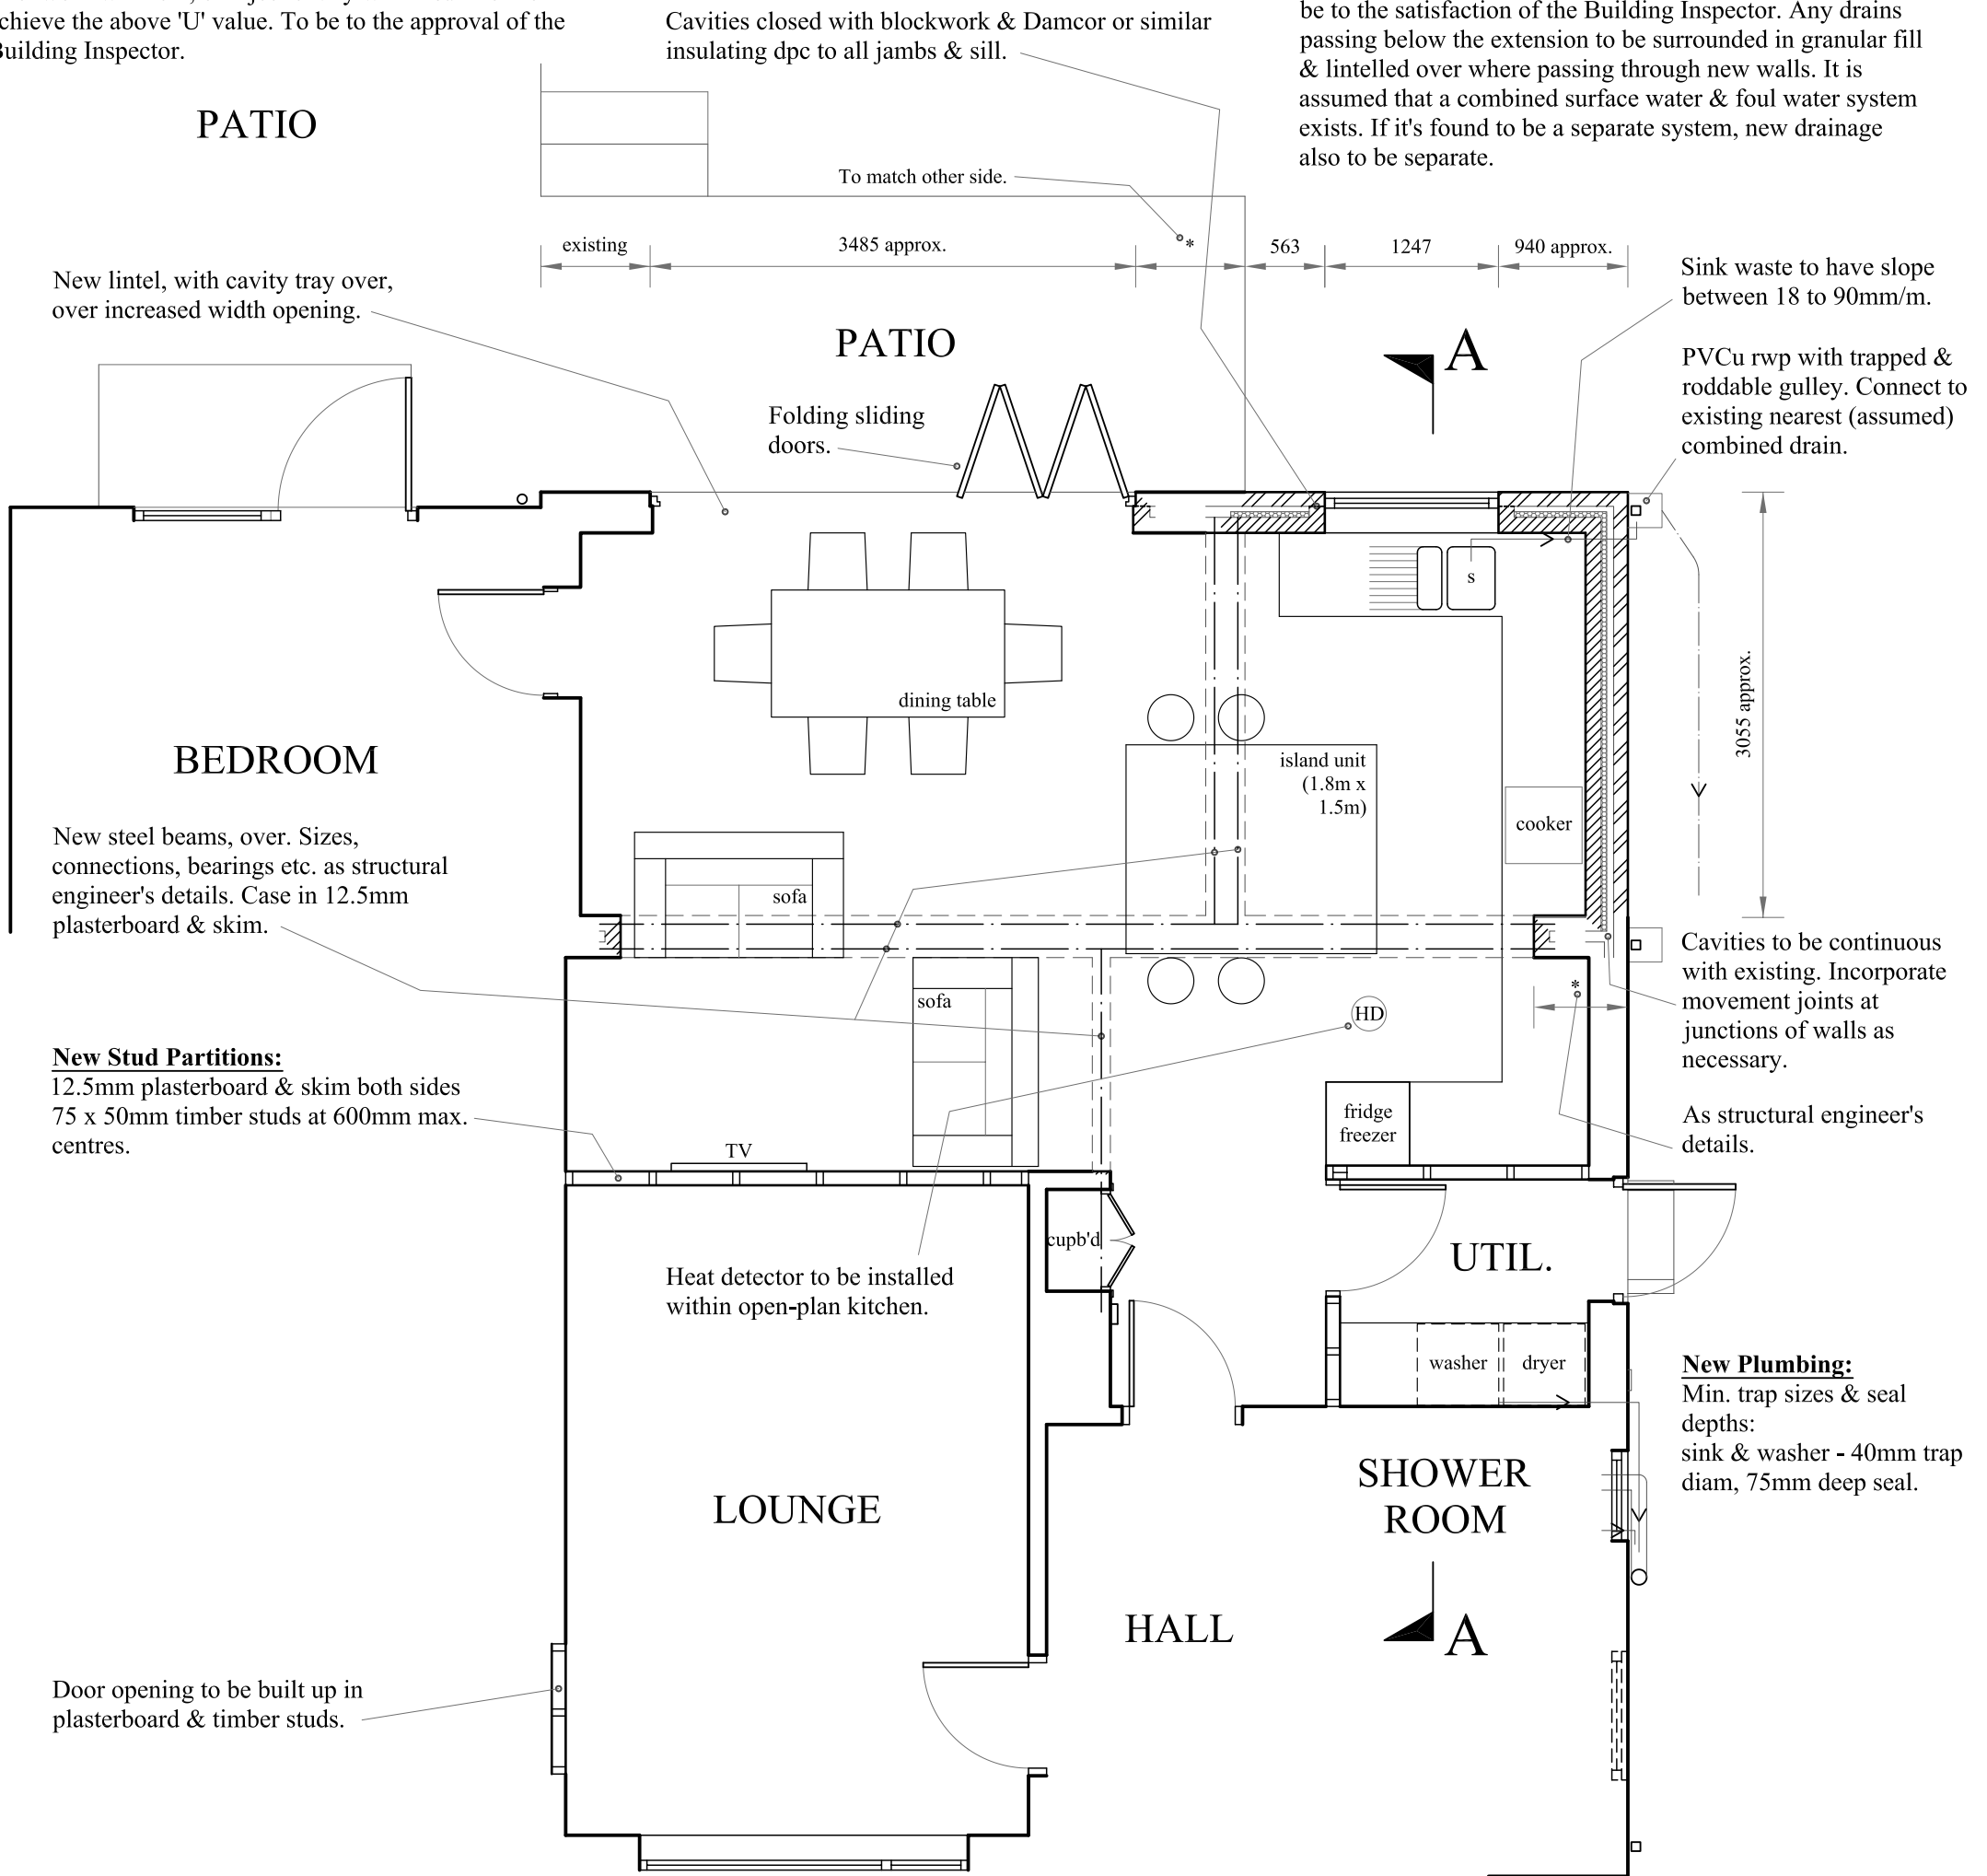 achieve the above 'U' value. To be to the approval of the
Building Inspector.
Cavities closed with blockwork & Damcor or similar
insulating dpc to all jambs & sill.
be to the satisfaction of the Building Inspector. Any drains
passing below the extension to be surrounded in granular fill
& lintelled over where passing through new walls. It is
assumed that a combined surface water & foul water system
exists. If it's found to be a separate system, new drainage
also to be separate.
PATIO
To match other side.
*
existing
3485 approx.
563
1247
940 approx.
New lintel, with cavity tray over,
over increased width opening.
Sink waste to have slope
between 18 to 90mm/m.
PATIO
A
PVCu rwp with trapped &
roddable gulley. Connect to
existing nearest (assumed)
combined drain.
Folding sliding
doors.
s
dining table
3055 approx.
BEDROOM
island unit
(1.8m x
1.5m)
cooker
New steel beams, over. Sizes,
connections, bearings etc. as structural
engineer's details. Case in 12.5mm
plasterboard & skim.
sofa
sofa
HD
*
Cavities to be continuous
with existing. Incorporate
movement joints at
junctions of walls as
necessary.
New Stud Partitions:
12.5mm plasterboard & skim both sides
75 x 50mm timber studs at 600mm max.
centres.
TV
fridge
freezer
As structural engineer's
details.
cupb'd
UTIL.
Heat detector to be installed
within open-plan kitchen.
washer
dryer
New Plumbing:
Min. trap sizes & seal
depths:
sink & washer - 40mm trap
diam, 75mm deep seal.
LOUNGE
SHOWER
ROOM
HALL
A
Door opening to be built up in
plasterboard & timber studs.